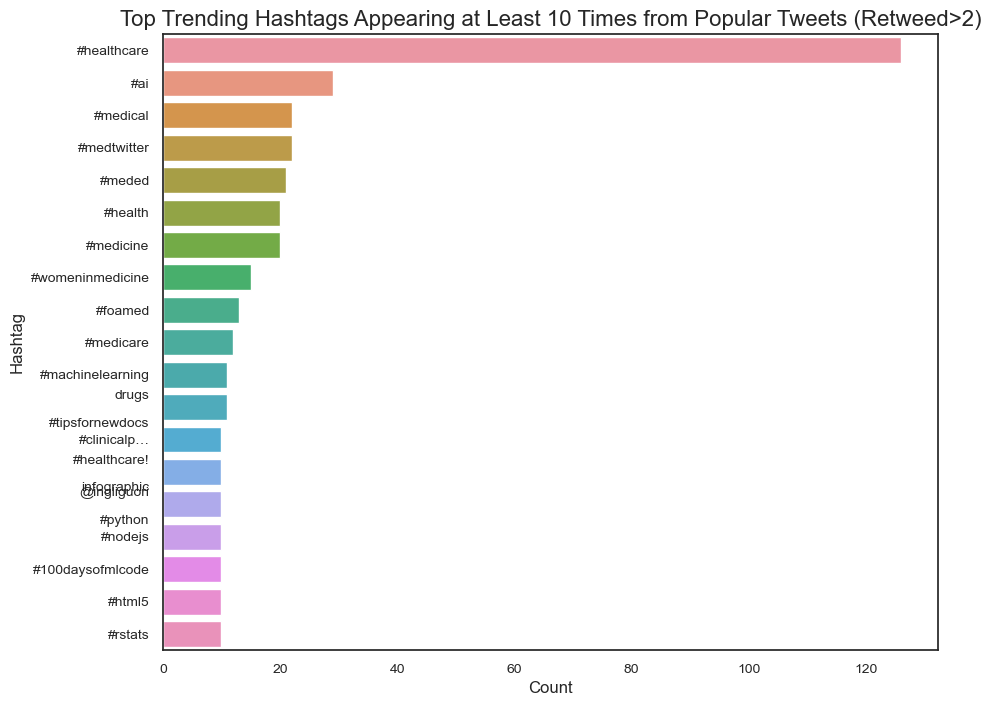 Top Trending Hashtags Appearing at Least 10 Times from Popular Tweets (Retweed>2)
#healthcare
#ai
#medical
#medtwitter
#meded
#health
#medicine
#womeninmedicine
#foamed
#medicare
#machinelearning
drugs
#tipsfornewdocs
#clinicalp…
#healthcare!
infographic
@ingliguori
#python
#nodejs
#100daysofmlcode
#html5
#rstats
Hashtag
0 20 40 60 80 100 120
Count